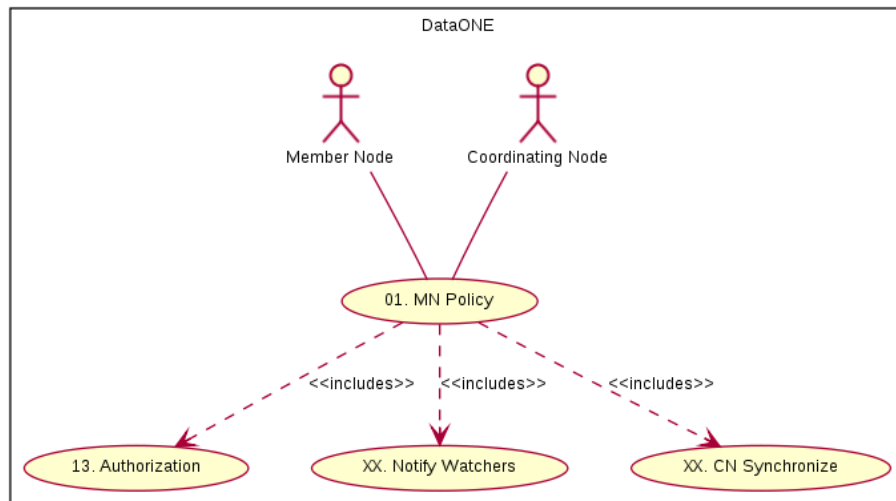 DataONE
Member Node
Coordinating Node
01. MN Policy
<<includes>>
<<includes>>
<<includes>>
13. Authorization
XX. Notify Watchers
XX. CN Synchronize